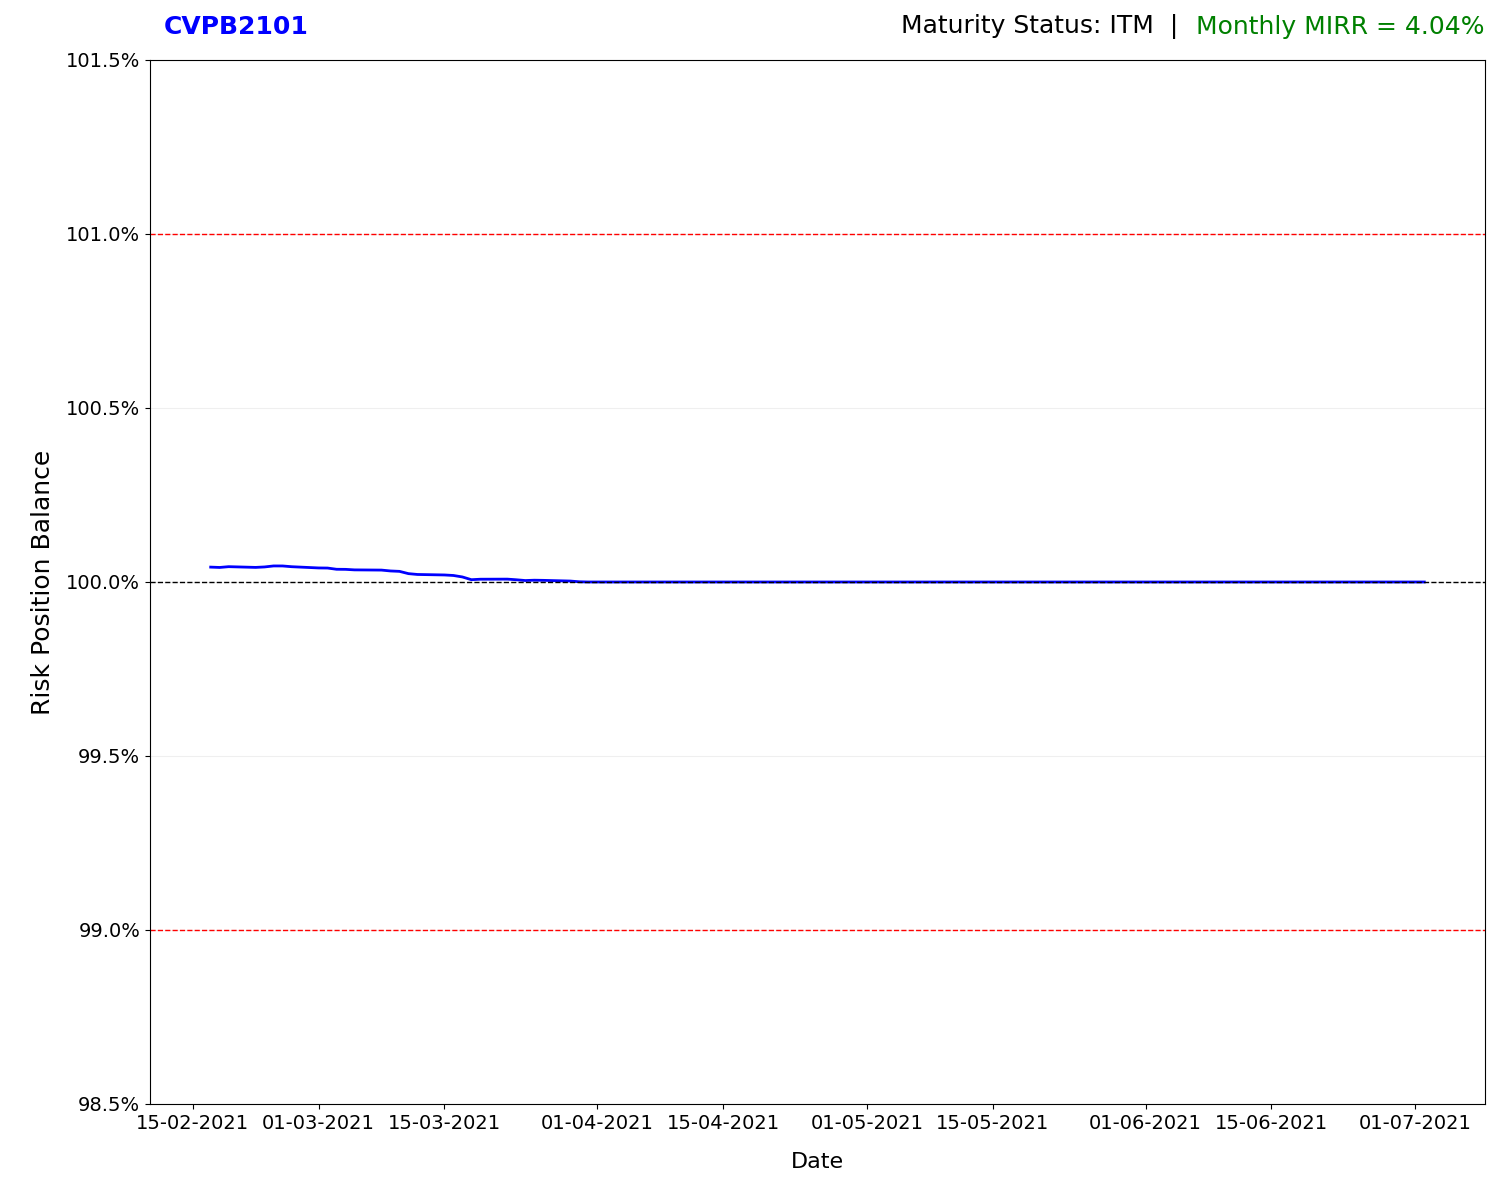 CVPB2101
Maturity Status: ITM | Monthly MIRR = 4.04%
101.5%
101.0%
100.5%
100.0%
99.5%
99.0%
98.5%
Risk Position Balance
15-02-2021 01-03-2021 15-03-2021 01-04-2021 15-04-2021 01-05-2021 15-05-2021 01-06-2021 15-06-2021 01-07-2021
Date